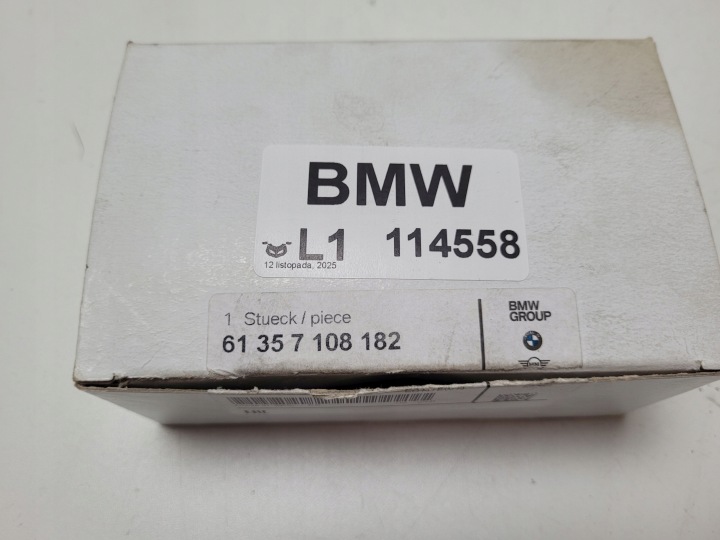 BMW
L1 114558
12 listopada, 2025
1 Stueck / piece
61 35 7 108 182
BMW
GROUP